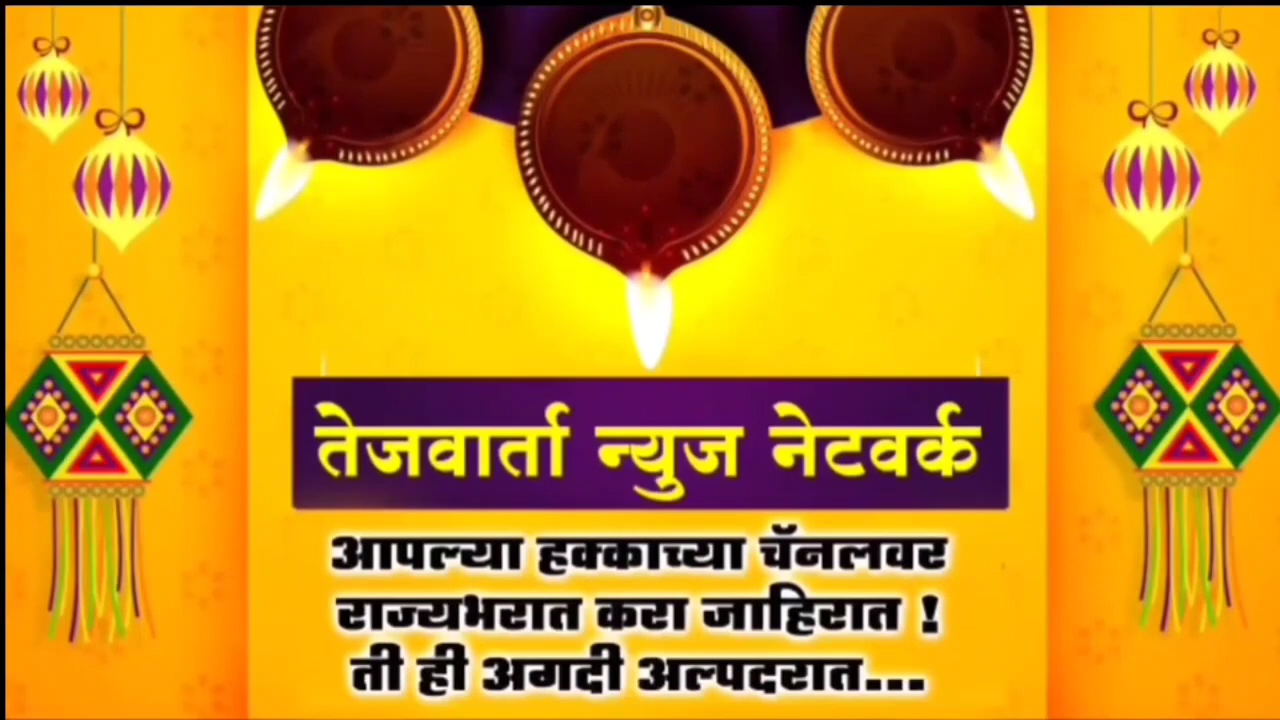 तेजवार्ता न्युज नेटवर्क
आपल्या हक्काच्या चॅनलवर
राज्यभरात करा जाहिरात !
ती ही अगदी अल्पदरात...